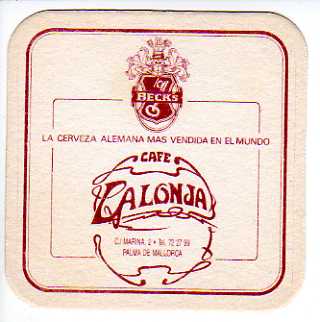 BECK'S
LA CERVEZA ALEMANA MAS VENDIDA EN EL MUNDO
CAFE
LA LONJA
C/ MARINA, 2 • Tel. 72 27 99
PALMA DE MALLORCA